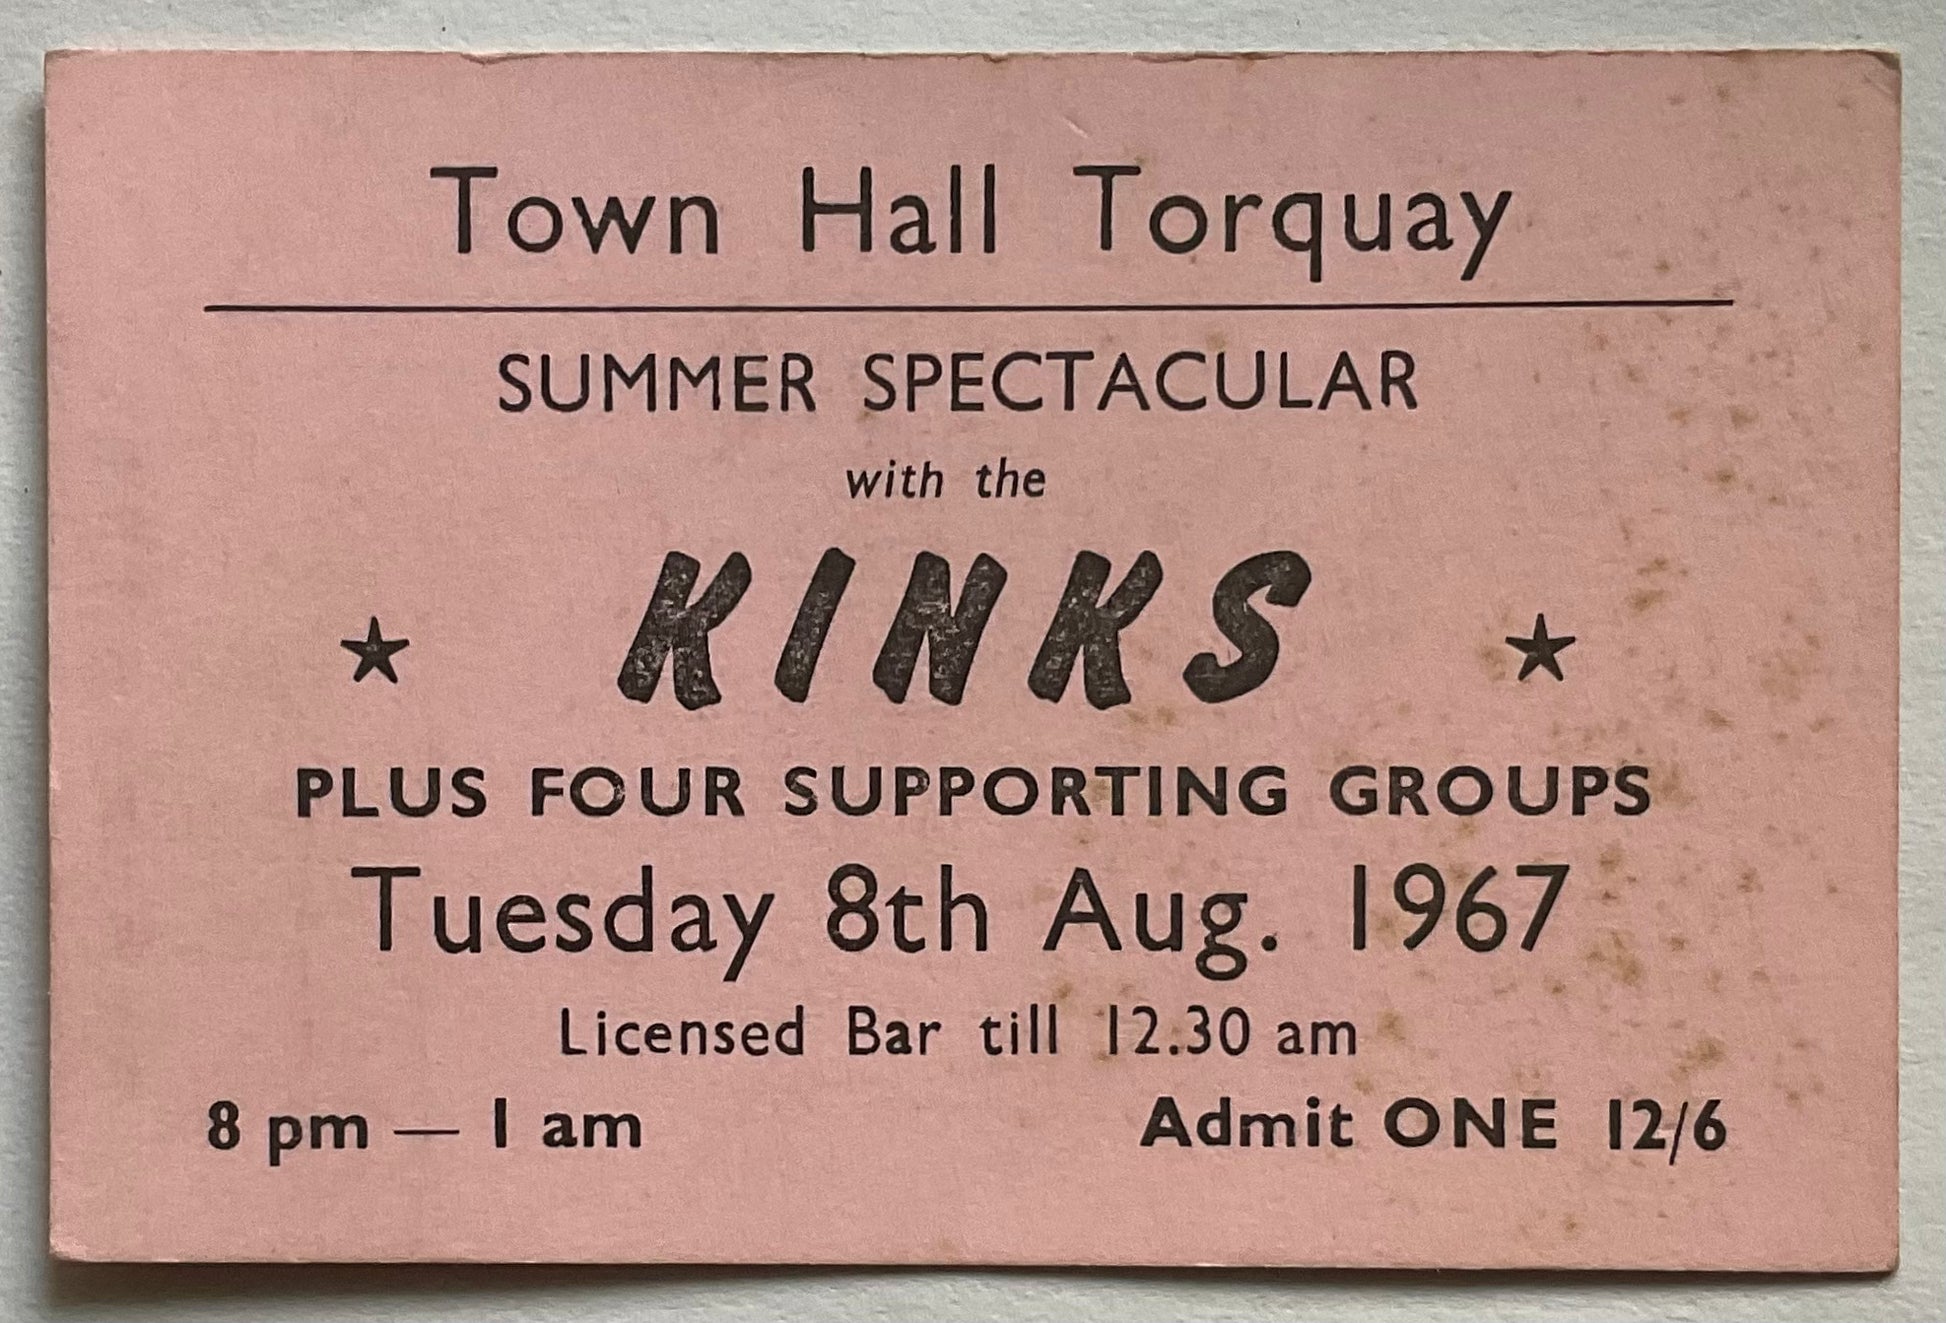 Town Hall Torquay
SUMMER SPECTACULAR
with the
KINKS
PLUS FOUR SUPPORTING GROUPS
Tuesday 8th Aug. 1967
Licensed Bar till 12.30 am
8 pm — 1 am Admit ONE 12/6